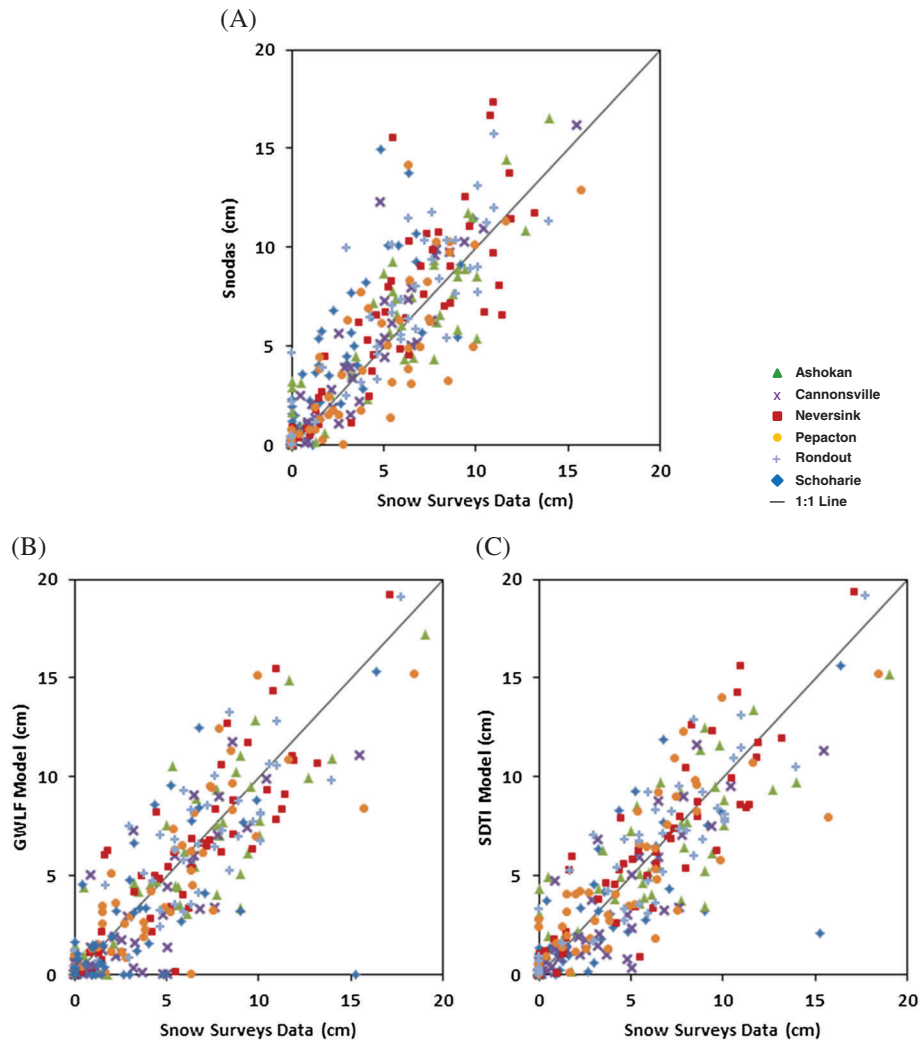 (A)
20
15
10
5
0
Snodas (cm)
0 5 10 15 20
Snow Surveys Data (cm)
Ashokan
Cannonsville
Neversink
Pepacton
Rondout
Schoharie
1:1 Line
(B)
20
15
10
5
0
GWLF Model (cm)
0 5 10 15 20
Snow Surveys Data (cm)
(C)
20
15
10
5
0
SDTI Model (cm)
0 5 10 15 20
Snow Surveys Data (cm)